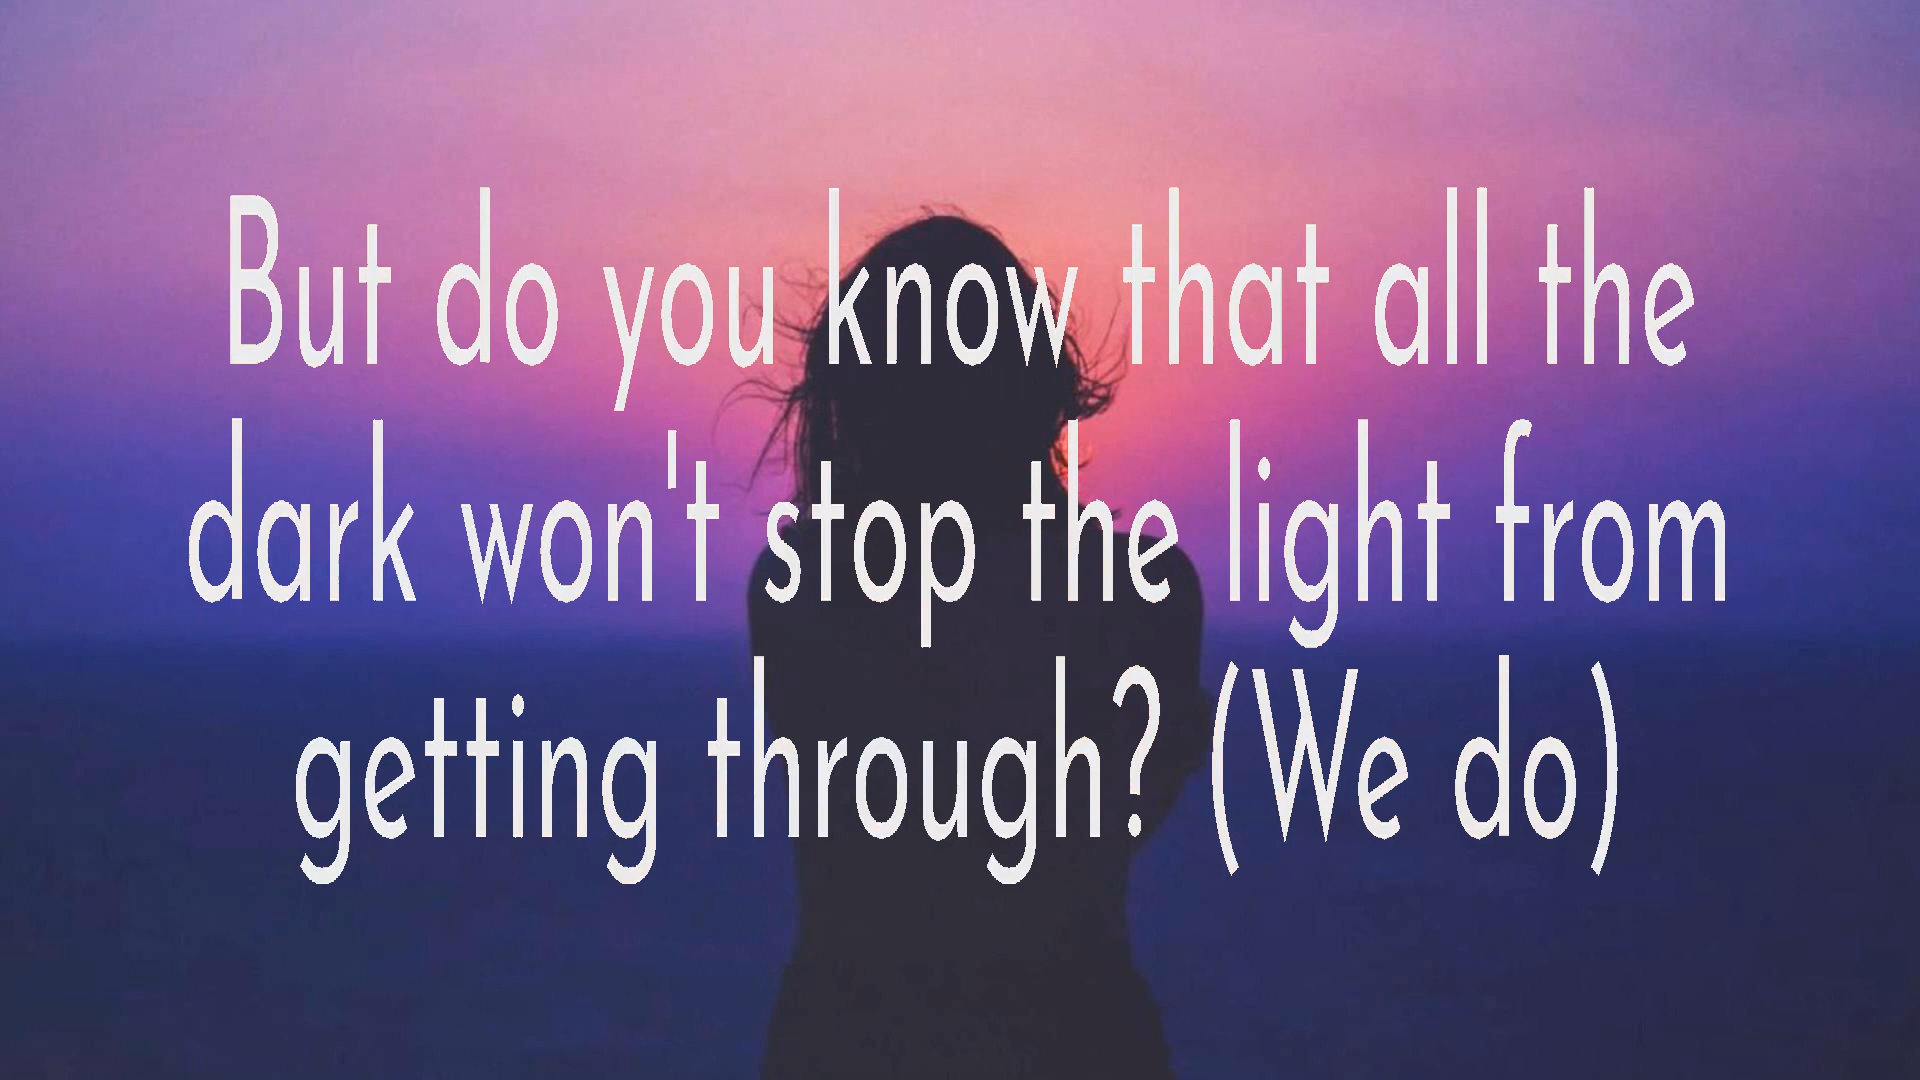 But do you know that all the
dark won't stop the light from
getting through? (We do)